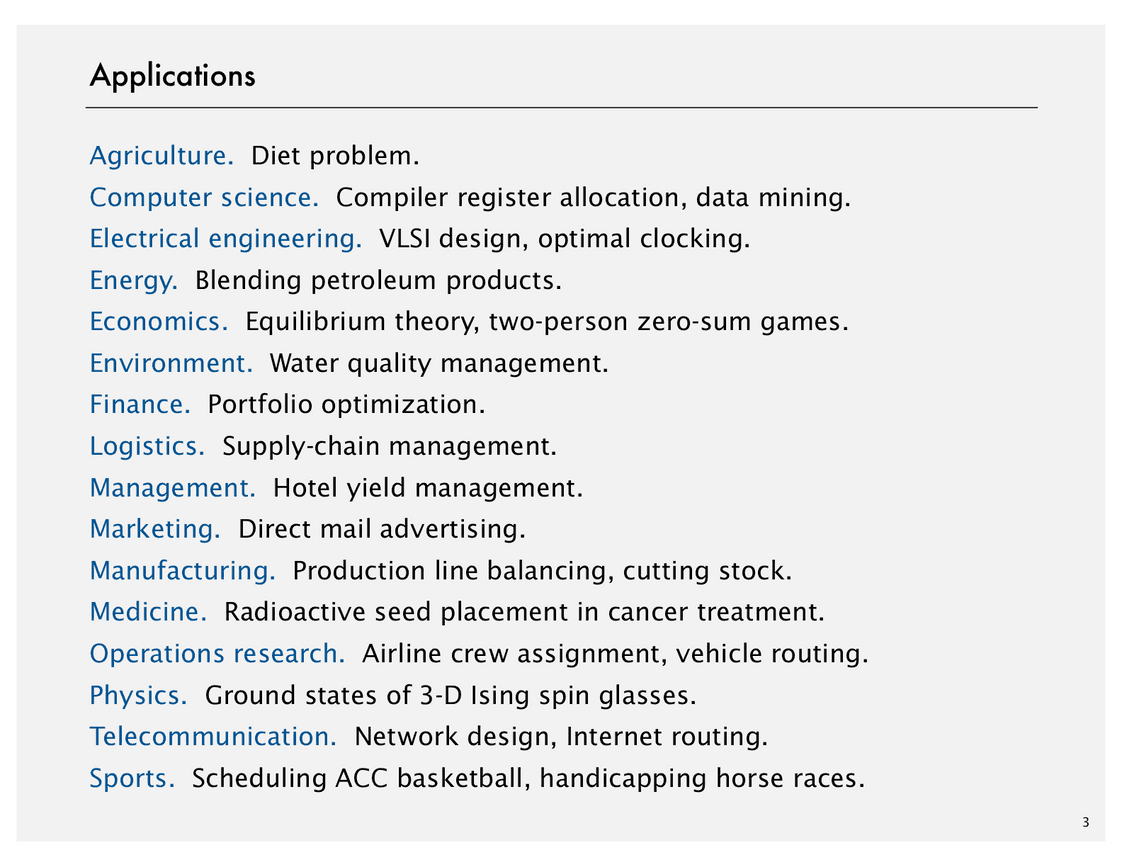 Applications
Agriculture. Diet problem.
Computer science. Compiler register allocation, data mining.
Electrical engineering. VLSI design, optimal clocking.
Energy. Blending petroleum products.
Economics. Equilibrium theory, two-person zero-sum games.
Environment. Water quality management.
Finance. Portfolio optimization.
Logistics. Supply-chain management.
Management. Hotel yield management.
Marketing. Direct mail advertising.
Manufacturing. Production line balancing, cutting stock.
Medicine. Radioactive seed placement in cancer treatment.
Operations research. Airline crew assignment, vehicle routing.
Physics. Ground states of 3-D Ising spin glasses.
Telecommunication. Network design, Internet routing.
Sports. Scheduling ACC basketball, handicapping horse races.
3